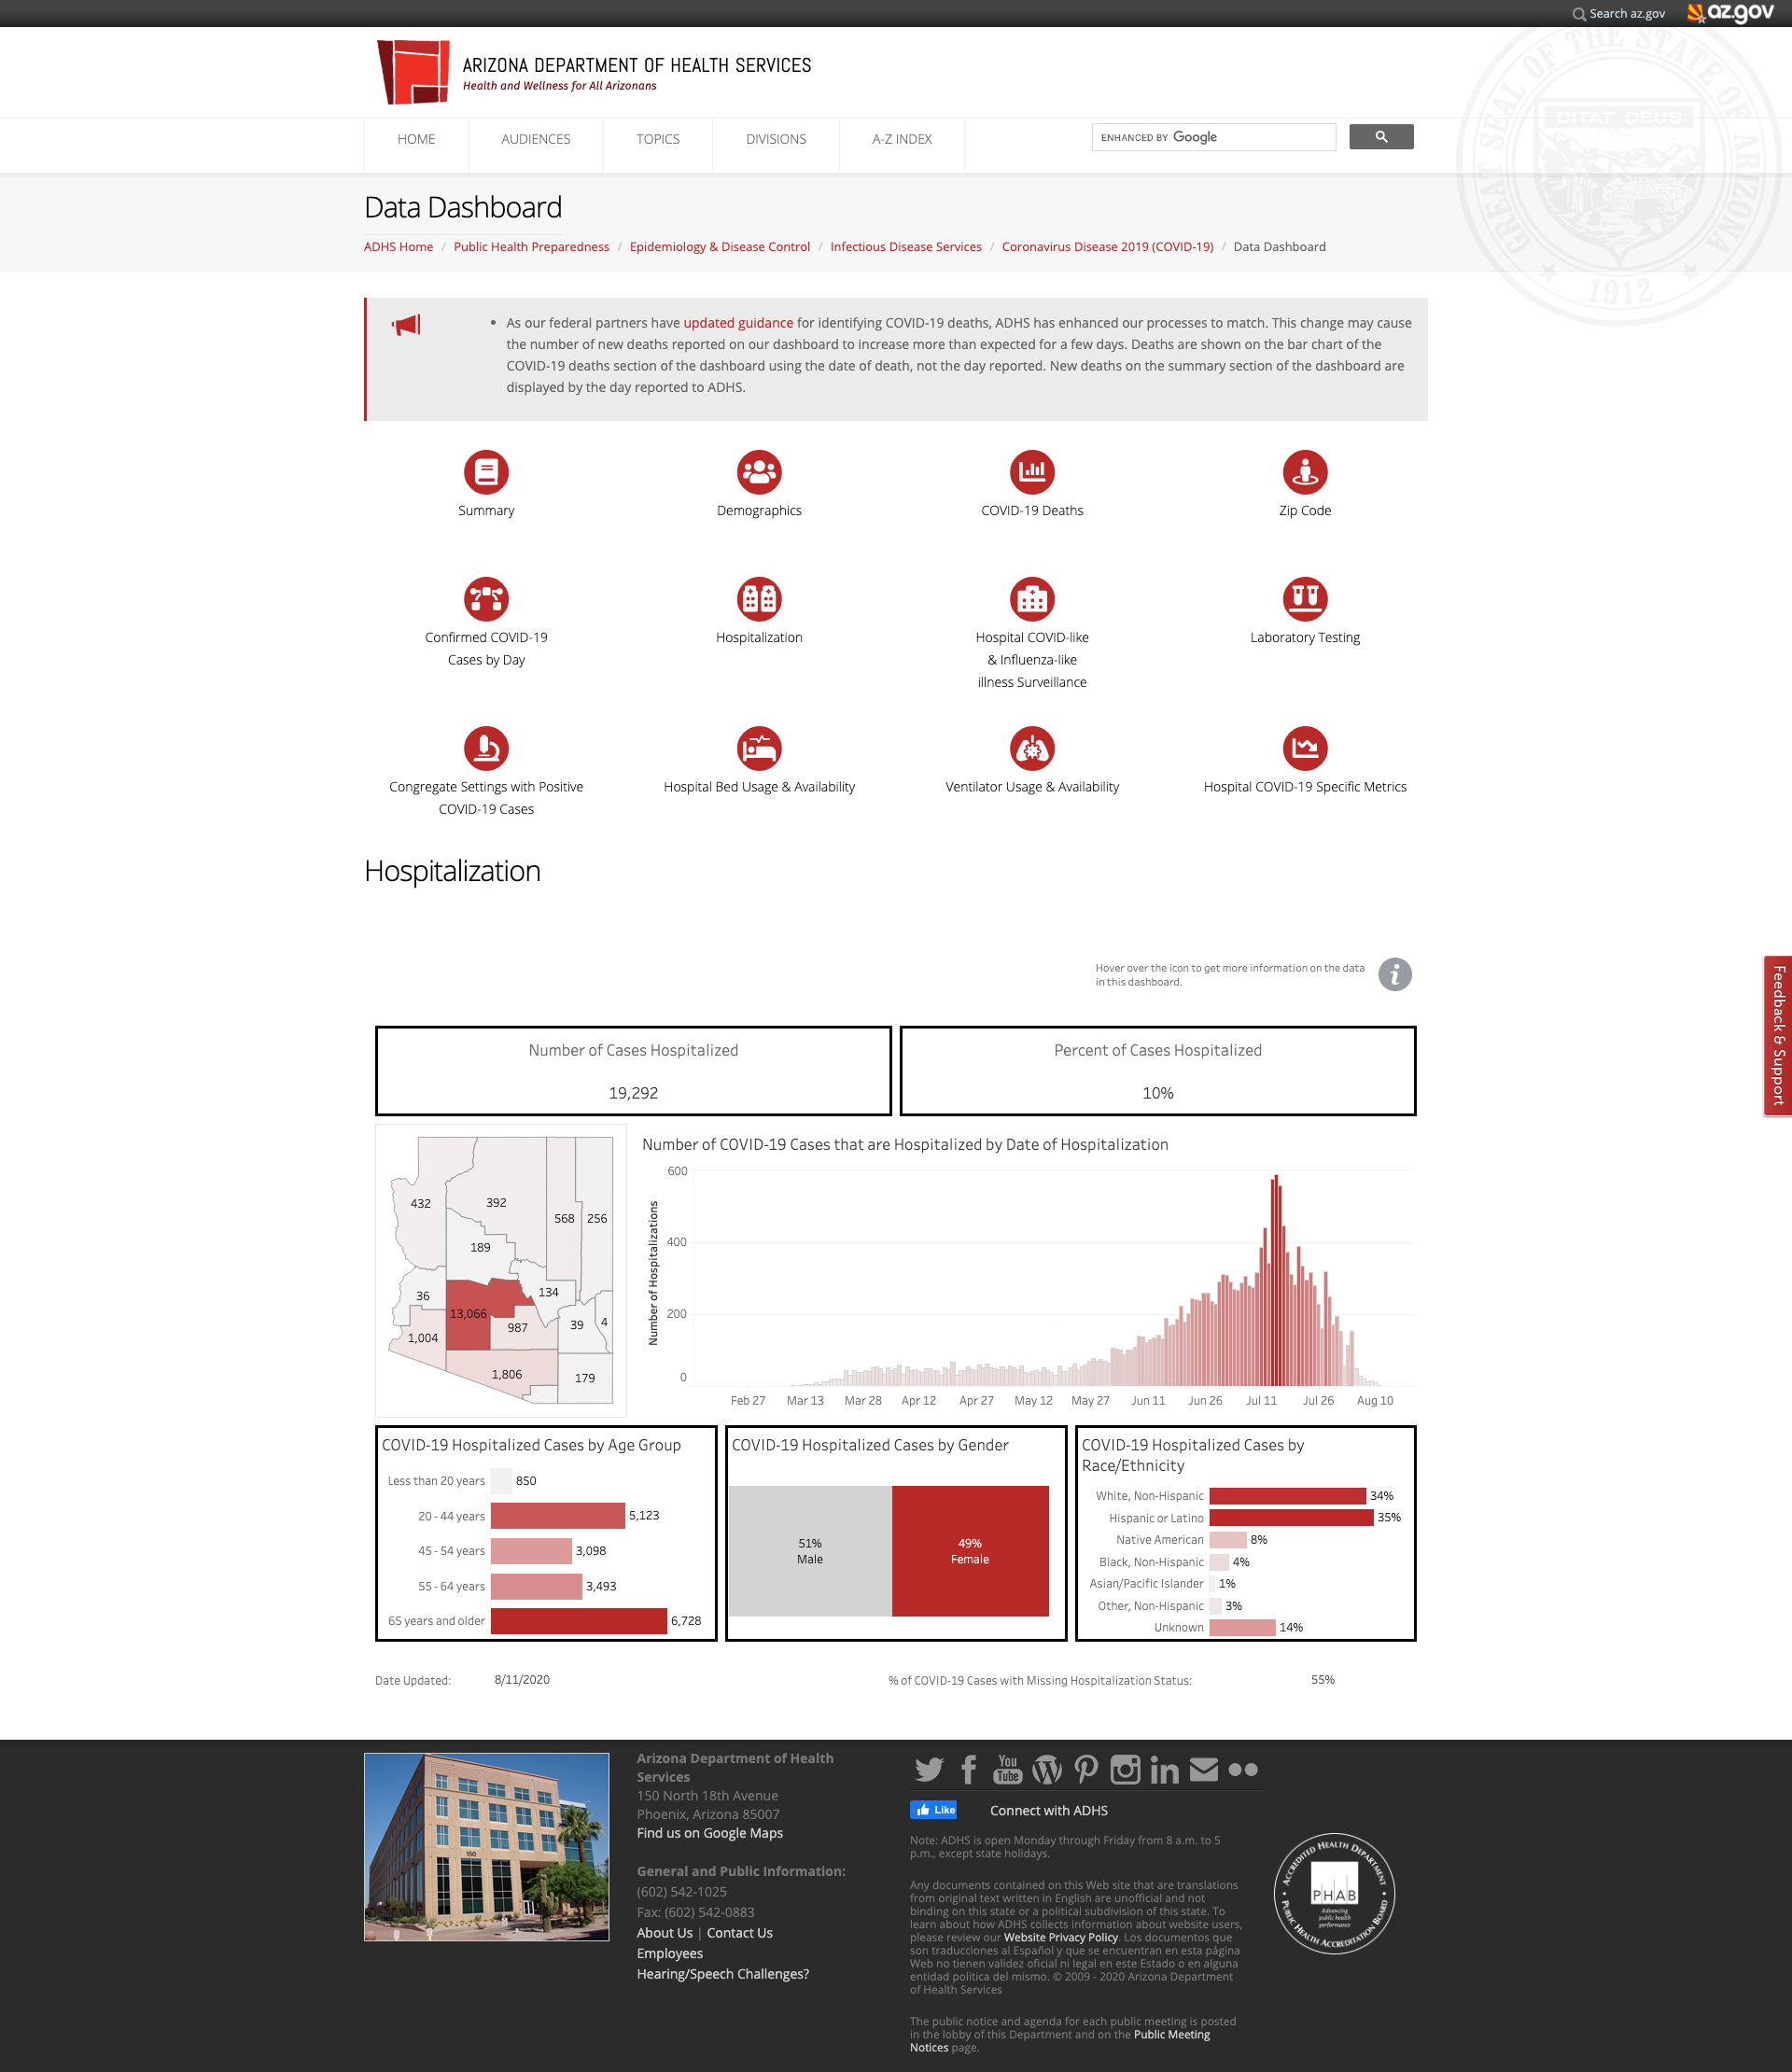 Search az.gov
az.gov
GREAT SEAL OF THE STATE OF ARIZONA
DITAT DEUS
1912
ARIZONA DEPARTMENT OF HEALTH SERVICES
Health and Wellness for All Arizonans
HOME
AUDIENCES
TOPICS
DIVISIONS
A-Z INDEX
ENHANCED BY Google
Data Dashboard
ADHS Home / Public Health Preparedness / Epidemiology & Disease Control / Infectious Disease Services / Coronavirus Disease 2019 (COVID-19) / Data Dashboard
• As our federal partners have updated guidance for identifying COVID-19 deaths, ADHS has enhanced our processes to match. This change may cause
the number of new deaths reported on our dashboard to increase more than expected for a few days. Deaths are shown on the bar chart of the
COVID-19 deaths section of the dashboard using the date of death, not the day reported. New deaths on the summary section of the dashboard are
displayed by the day reported to ADHS.
Summary
Demographics
COVID-19 Deaths
Zip Code
Confirmed COVID-19
Cases by Day
Hospitalization
Hospital COVID-like
& Influenza-like
illness Surveillance
Laboratory Testing
Congregate Settings with Positive
COVID-19 Cases
Hospital Bed Usage & Availability
Ventilator Usage & Availability
Hospital COVID-19 Specific Metrics
Hospitalization
Hover over the icon to get more information on the data
in this dashboard.
i
Feedback & Support
Number of Cases Hospitalized
19,292
Percent of Cases Hospitalized
10%
432
392
568
256
189
36
13,066
134
1,004
987
39
4
1,806
179
Number of COVID-19 Cases that are Hospitalized by Date of Hospitalization
Number of Hospitalizations
600
400
200
0
Feb 27
Mar 13
Mar 28
Apr 12
Apr 27
May 12
May 27
Jun 11
Jun 26
Jul 11
Jul 26
Aug 10
COVID-19 Hospitalized Cases by Age Group
Less than 20 years 850
20 - 44 years 5,123
45 - 54 years 3,098
55 - 64 years 3,493
65 years and older 6,728
COVID-19 Hospitalized Cases by Gender
51%
Male
49%
Female
COVID-19 Hospitalized Cases by
Race/Ethnicity
White, Non-Hispanic 34%
Hispanic or Latino 35%
Native American 8%
Black, Non-Hispanic 4%
Asian/Pacific Islander 1%
Other, Non-Hispanic 3%
Unknown 14%
Date Updated: 8/11/2020
% of COVID-19 Cases with Missing Hospitalization Status: 55%
150
Arizona Department of Health
Services
150 North 18th Avenue
Phoenix, Arizona 85007
Find us on Google Maps
General and Public Information:
(602) 542-1025
Fax: (602) 542-0883
About Us | Contact Us
Employees
Hearing/Speech Challenges?
You
Tube
Like
Connect with ADHS
Note: ADHS is open Monday through Friday from 8 a.m. to 5
p.m., except state holidays.
Any documents contained on this Web site that are translations
from original text written in English are unofficial and not
binding on this state or a political subdivision of this state. To
learn about how ADHS collects information about website users,
please review our Website Privacy Policy. Los documentos que
son traducciones al Español y que se encuentran en esta página
Web no tienen validez oficial ni legal en este Estado o en alguna
entidad politica del mismo. © 2009 - 2020 Arizona Department
of Health Services
The public notice and agenda for each public meeting is posted
in the lobby of this Department and on the Public Meeting
Notices page.
ACCREDITED HEALTH DEPARTMENT
PHAB
Advancing
public health
performance
PUBLIC HEALTH ACCREDITATION BOARD